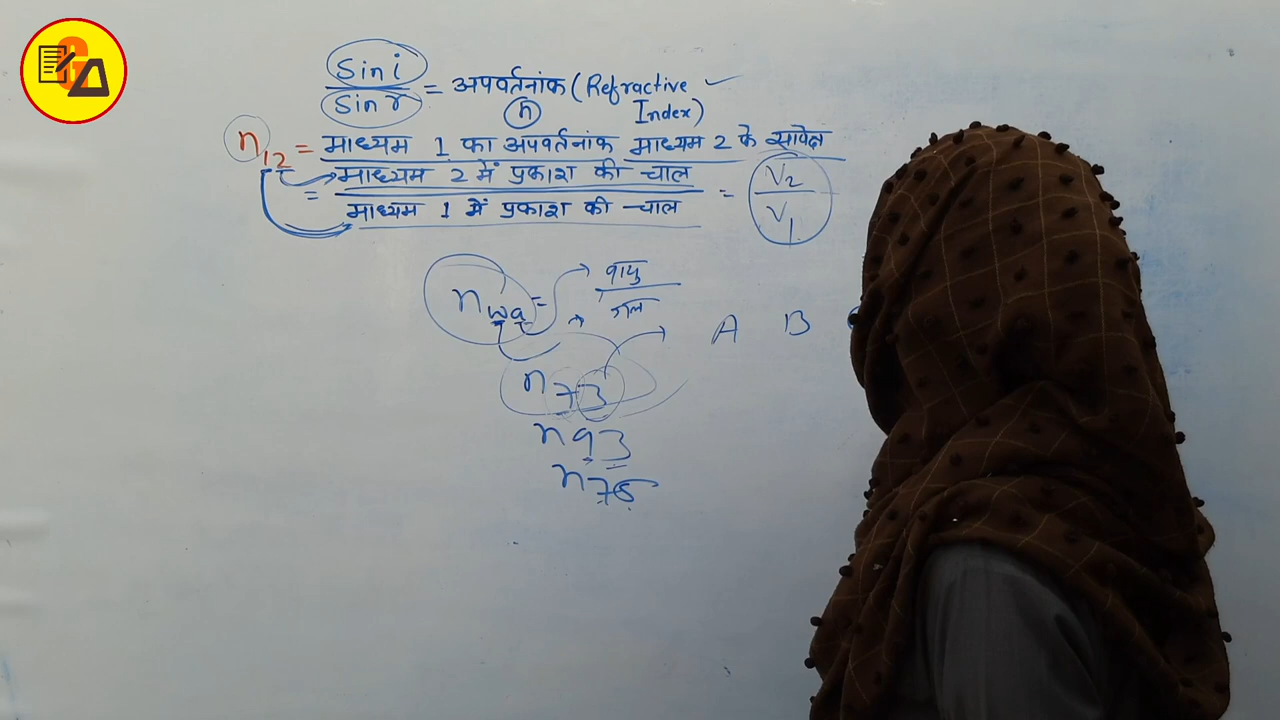 Sin i / Sin r = अपवर्तनांक (Refractive Index)
n
n12 = माध्यम 1 का अपवर्तनांक माध्यम 2 के सापेक्ष
= माध्यम 2 में प्रकाश की चाल / माध्यम 1 में प्रकाश की चाल = V2 / V1
nwa = वायु / जल
A B
n73
n93